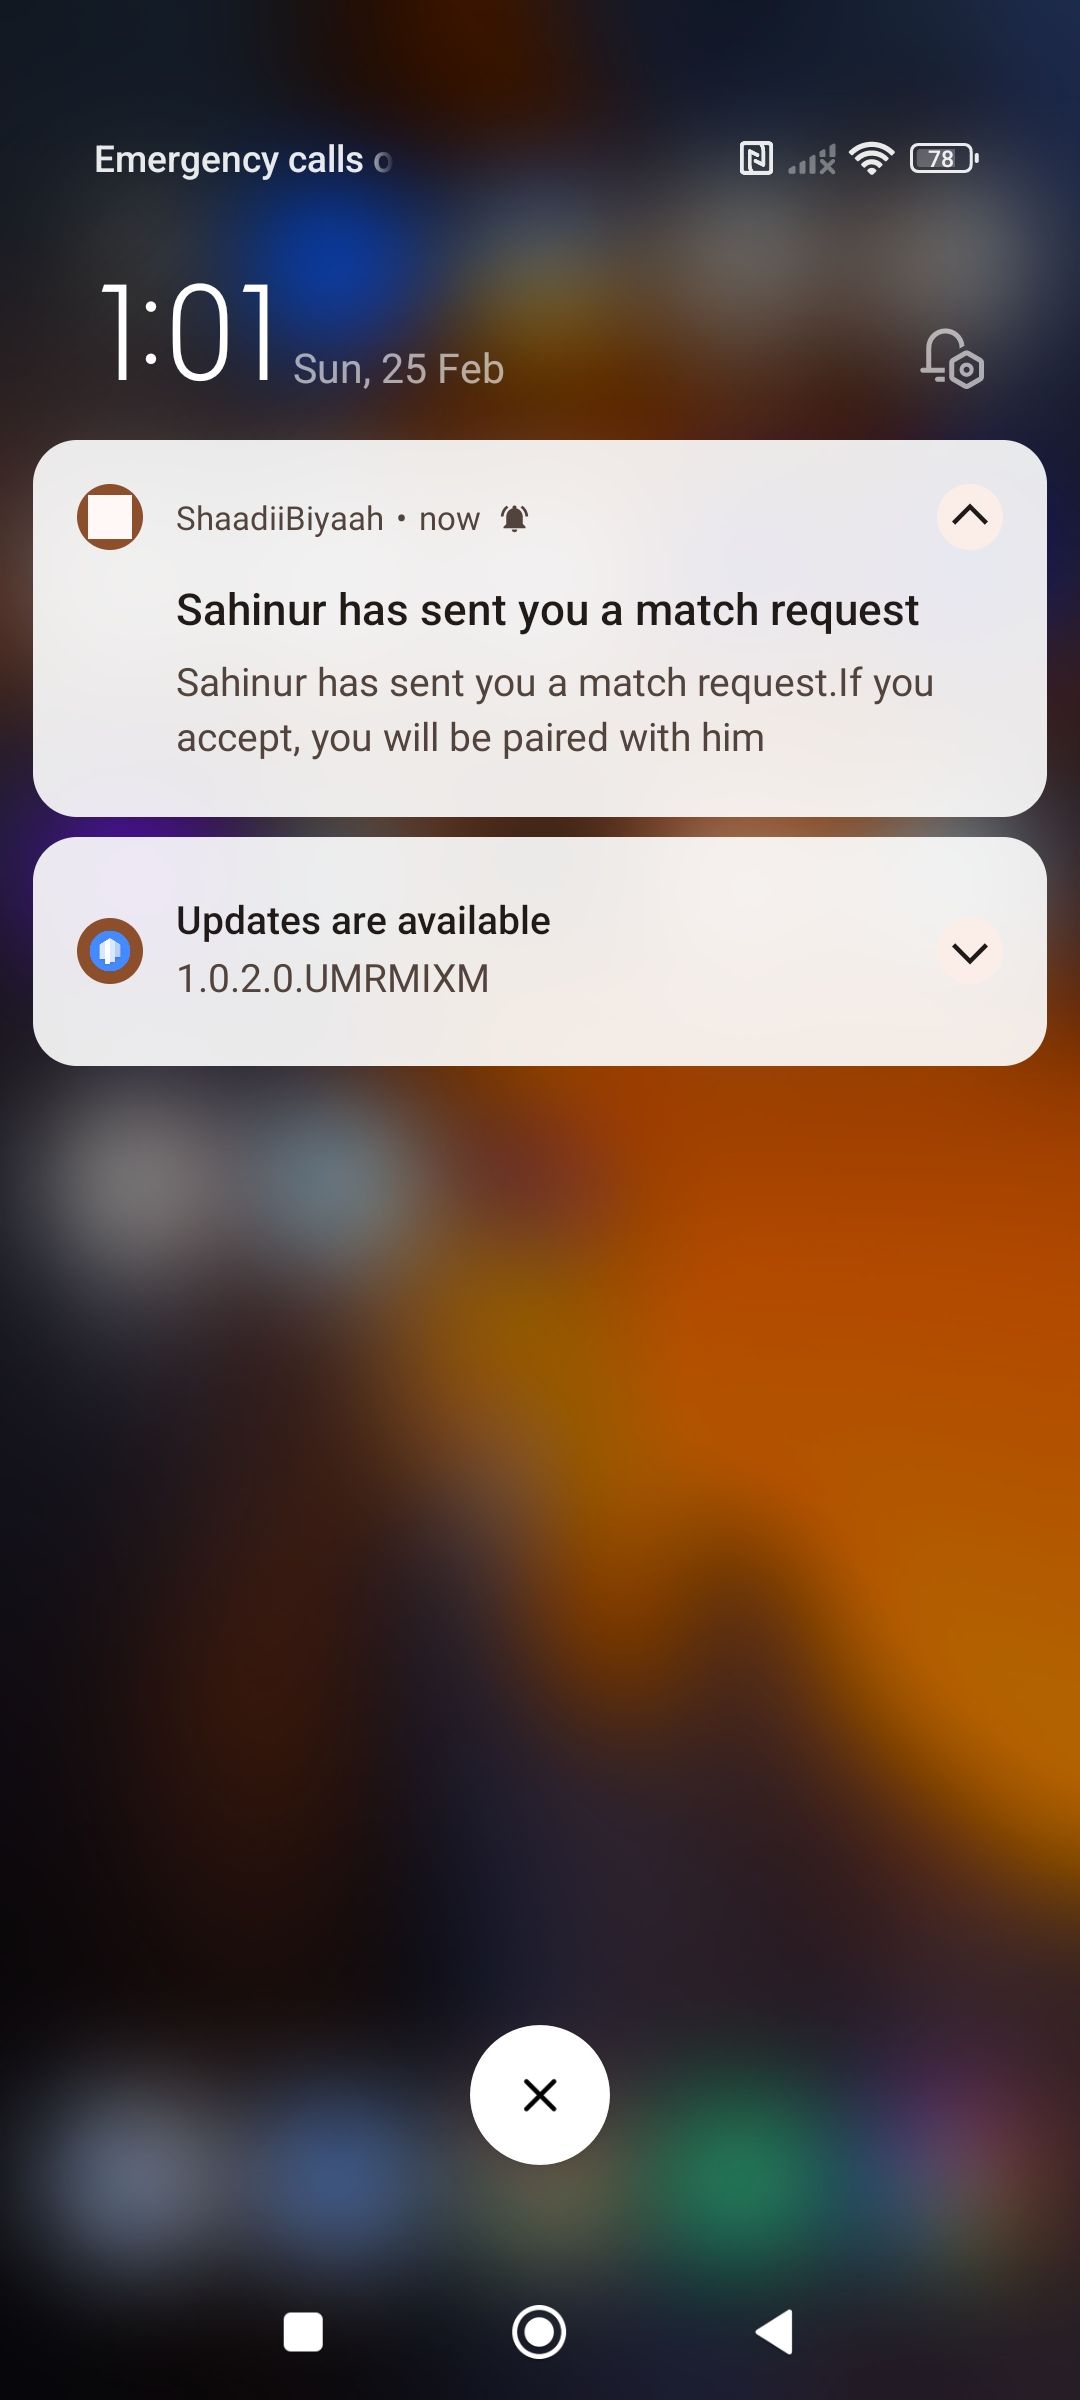 Emergency calls
78
1:01
Sun, 25 Feb
ShaadiiBiyaah • now
Sahinur has sent you a match request
Sahinur has sent you a match request.If you
accept, you will be paired with him
Updates are available
1.0.2.0.UMRMIXM